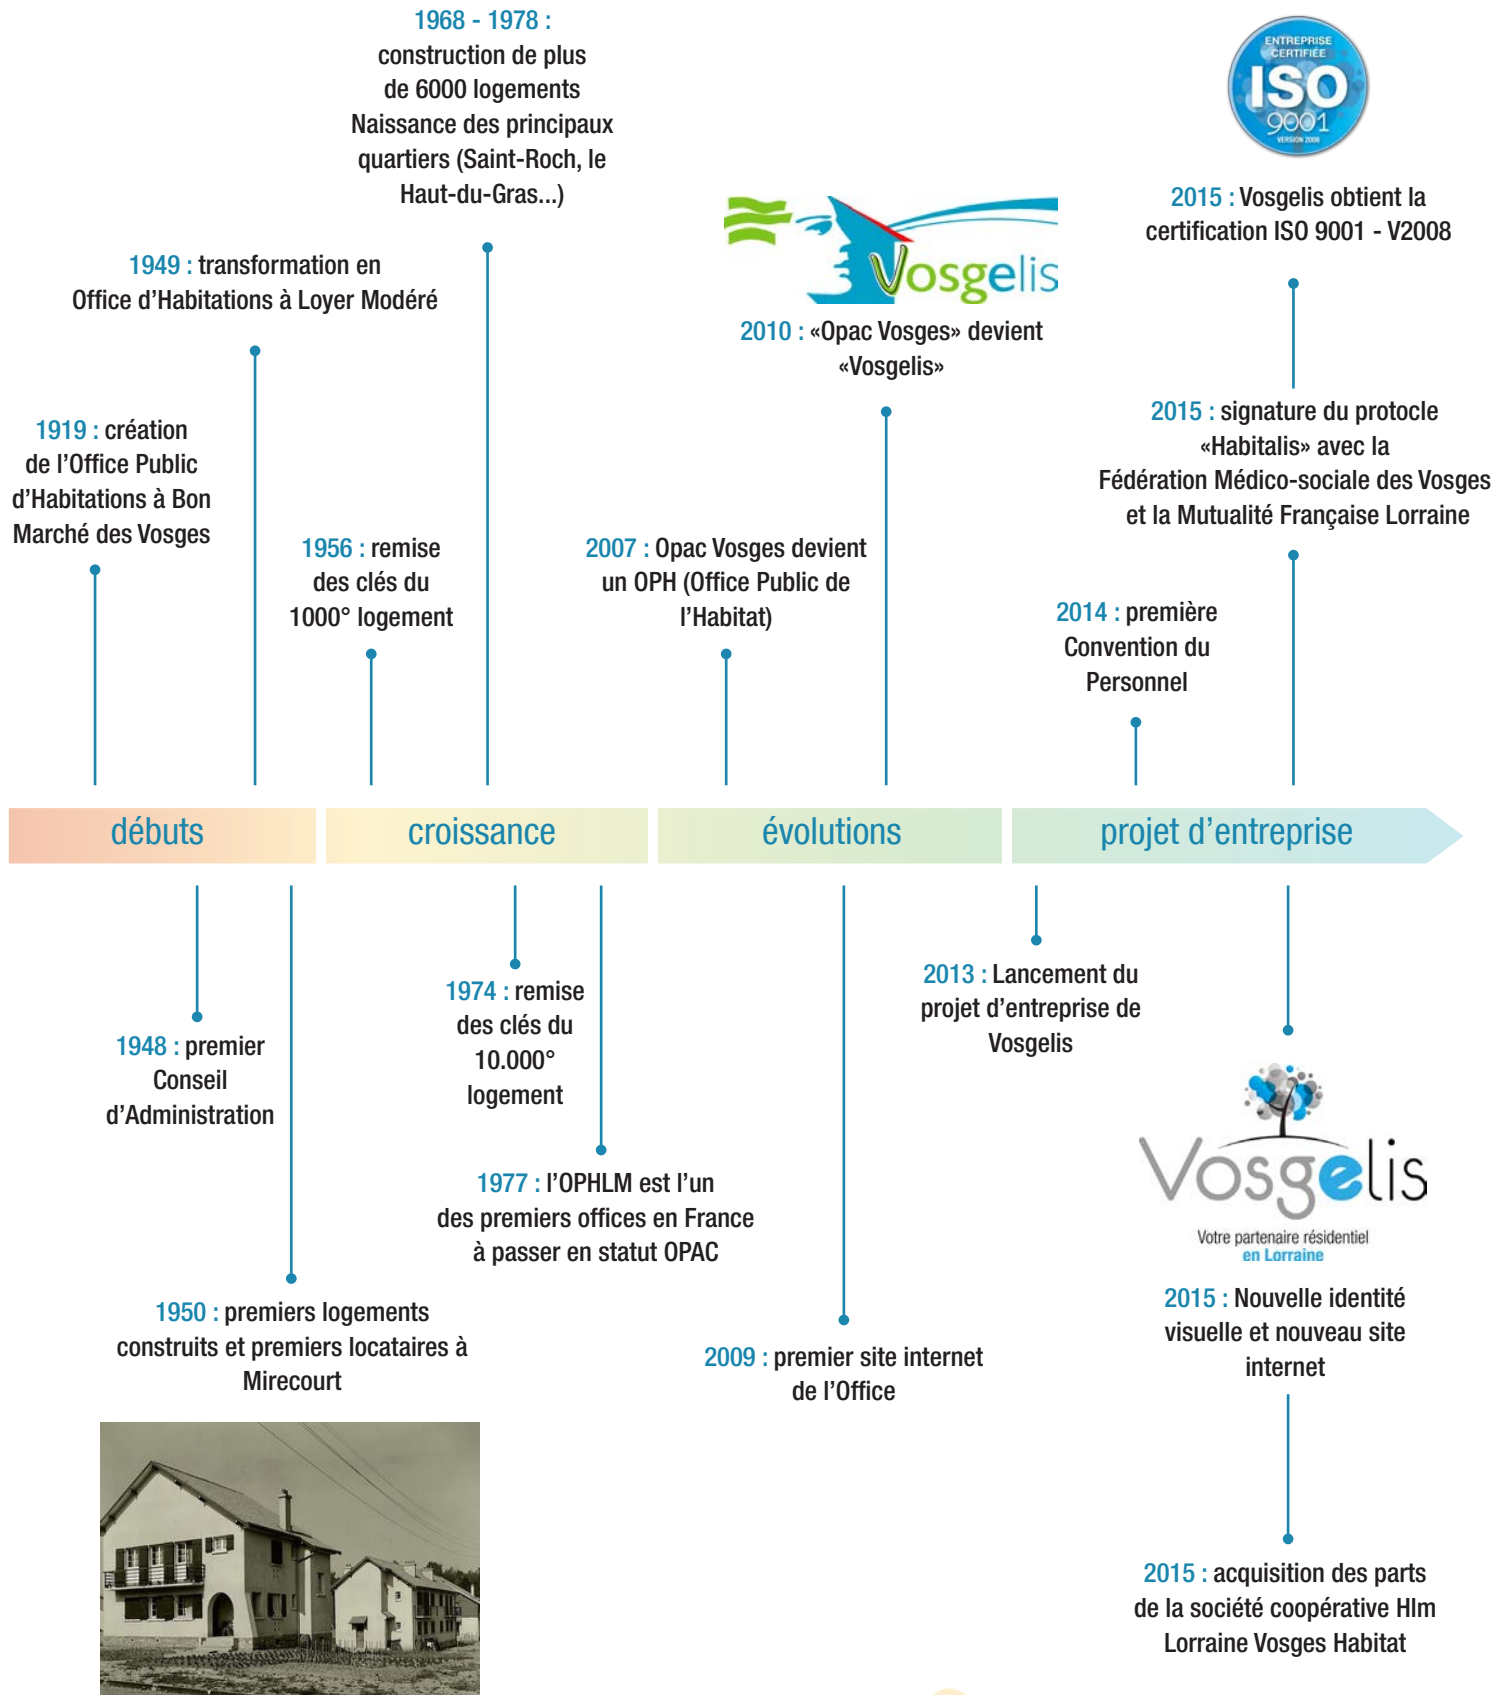 1968 - 1978 :
construction de plus
de 6000 logements
Naissance des principaux
quartiers (Saint-Roch, le
Haut-du-Gras...)
ENTREPRISE
CERTIFIÉE
ISO
9001
VERSION 2008
2015 : Vosgelis obtient la
certification ISO 9001 - V2008
1949 : transformation en
Office d'Habitations à Loyer Modéré
Vosgelis
2010 : «Opac Vosges» devient
«Vosgelis»
1919 : création
de l'Office Public
d'Habitations à Bon
Marché des Vosges
2015 : signature du protocle
«Habitalis» avec la
Fédération Médico-sociale des Vosges
et la Mutualité Française Lorraine
1956 : remise
des clés du
1000° logement
2007 : Opac Vosges devient
un OPH (Office Public de
l'Habitat)
2014 : première
Convention du
Personnel
débuts
croissance
évolutions
projet d'entreprise
1948 : premier
Conseil
d'Administration
1974 : remise
des clés du
10.000°
logement
2013 : Lancement du
projet d'entreprise de
Vosgelis
1977 : l'OPHLM est l'un
des premiers offices en France
à passer en statut OPAC
Vosgelis
Votre partenaire résidentiel
en Lorraine
1950 : premiers logements
construits et premiers locataires à
Mirecourt
2009 : premier site internet
de l'Office
2015 : Nouvelle identité
visuelle et nouveau site
internet
2015 : acquisition des parts
de la société coopérative Hlm
Lorraine Vosges Habitat